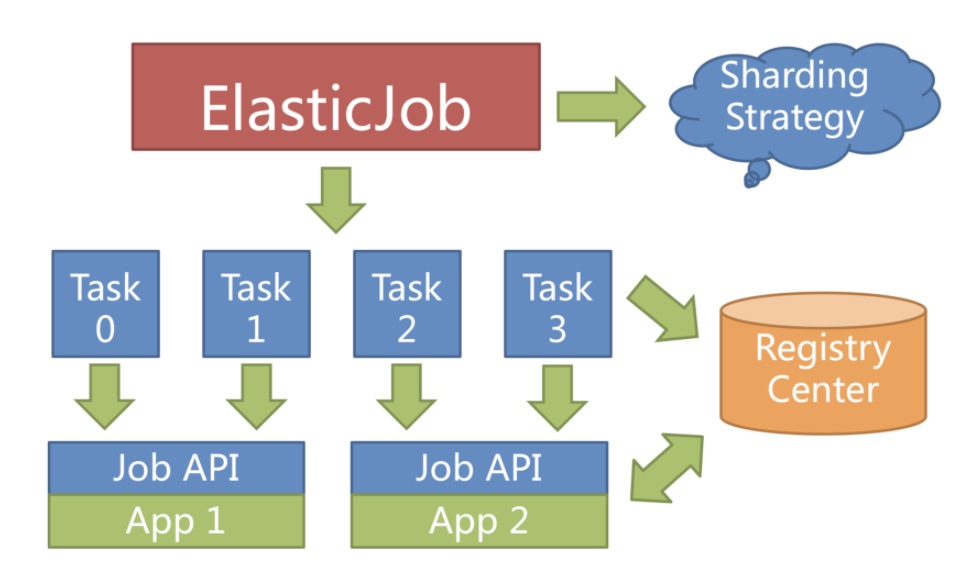 ElasticJob
Sharding
Strategy
Task
0
Task
1
Task
2
Task
3
Registry
Center
Job API
App 1
Job API
App 2